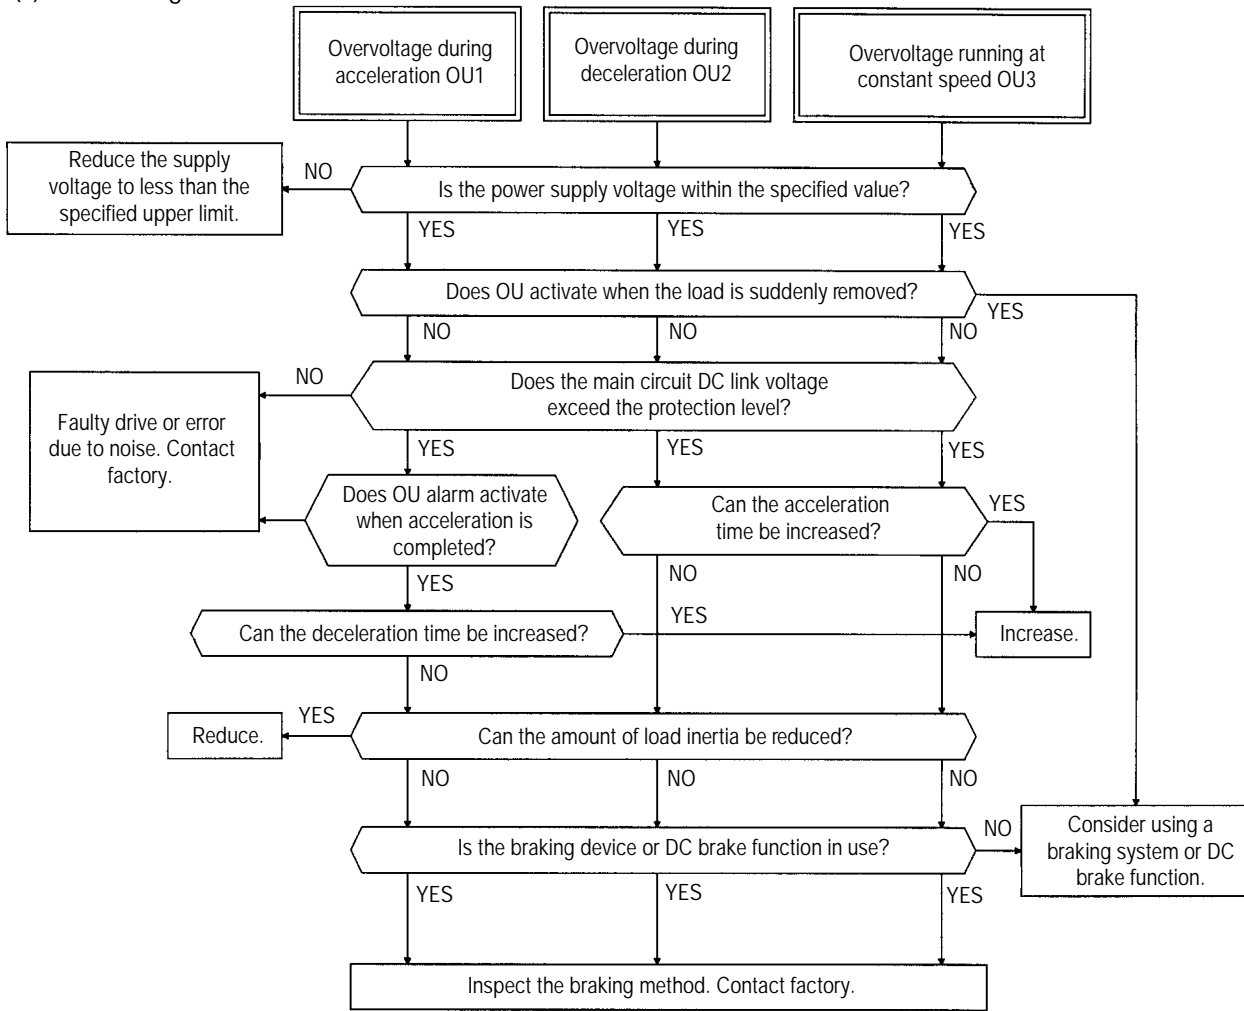 Overvoltage during
acceleration OU1
Overvoltage during
deceleration OU2
Overvoltage running at
constant speed OU3
Reduce the supply
voltage to less than the
specified upper limit.
NO
Is the power supply voltage within the specified value?
YES
YES
YES
Does OU activate when the load is suddenly removed?
YES
NO
NO
NO
NO
Does the main circuit DC link voltage
exceed the protection level?
Faulty drive or error
due to noise. Contact
factory.
YES
YES
YES
Does OU alarm activate
when acceleration is
completed?
Can the acceleration
time be increased?
YES
YES
NO
NO
Can the deceleration time be increased?
YES
Increase.
NO
Reduce.
YES
Can the amount of load inertia be reduced?
NO
NO
NO
Is the braking device or DC brake function in use?
NO
Consider using a
braking system or DC
brake function.
YES
YES
YES
Inspect the braking method. Contact factory.